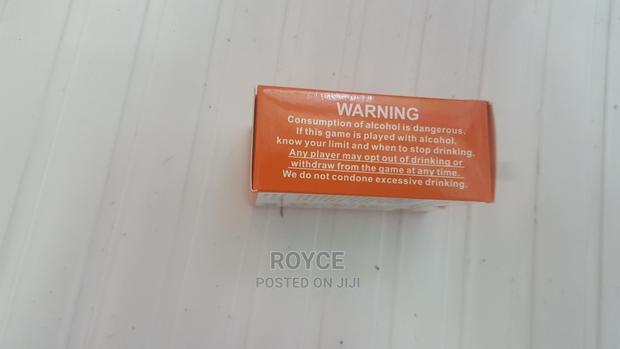 WARNING
Consumption of alcohol is dangerous.
If this game is played with alcohol,
know your limit and when to stop drinking.
Any player may opt out of drinking or
withdraw from the game at any time.
We do not condone excessive drinking.
ROYCE
POSTED ON JIJI